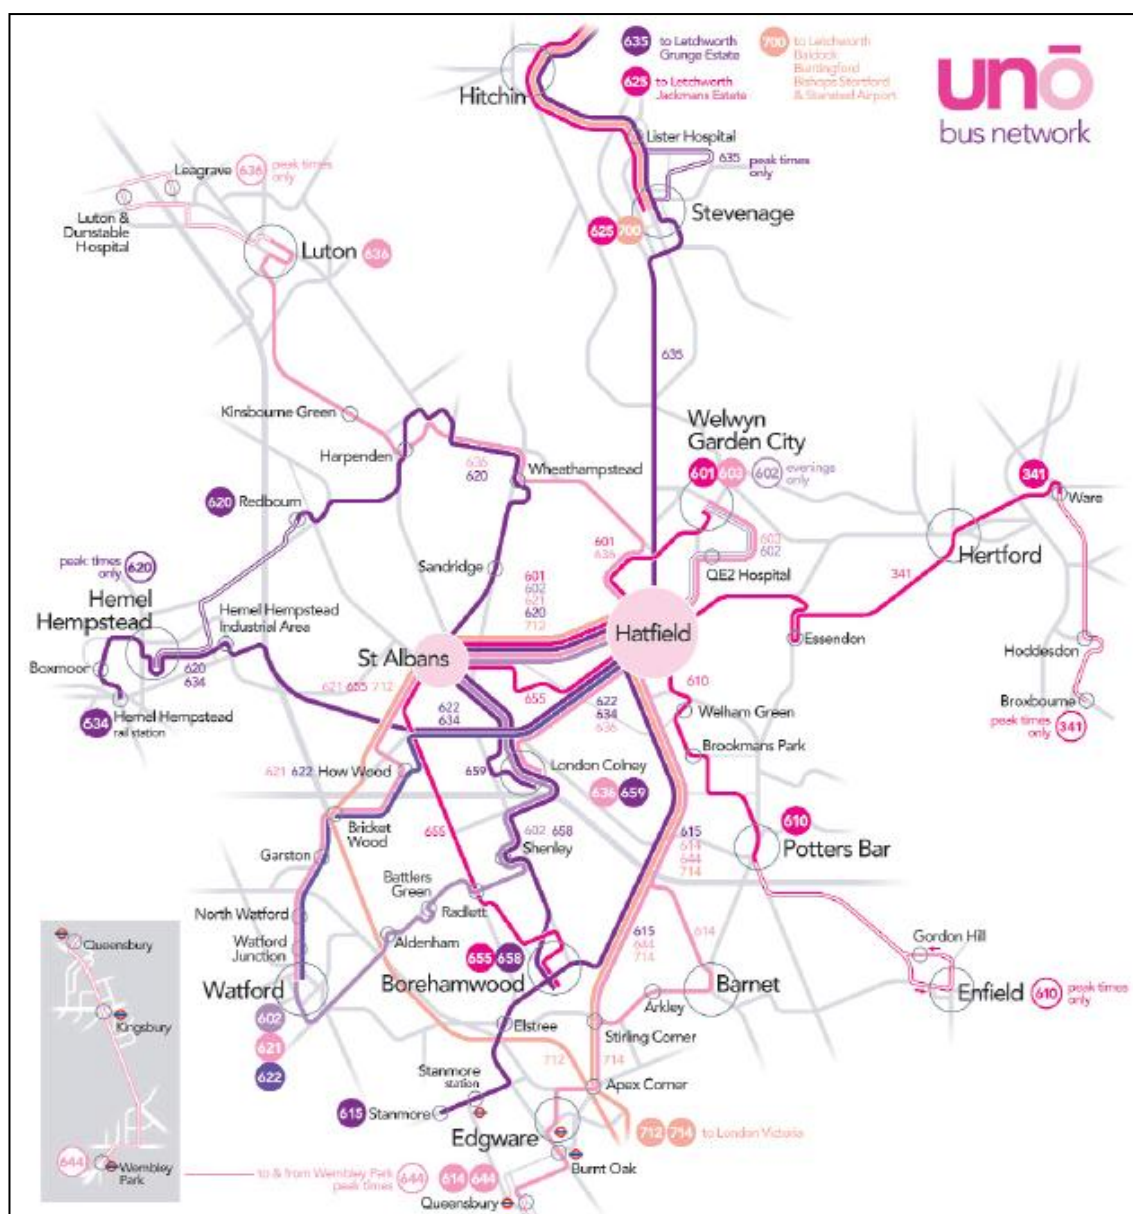 635 to Letchworth
Grange Estate
700 to Letchworth
Baldock
Buntingford
Bishops Stortford
& Stansted Airport
625 to Letchworth
Jackmans Estate
unō
bus network
Hitchin
Lister Hospital
635 peak times
only
Stevenage
625 700
Leagrave 636 peak times
only
Luton &
Dunstable
Hospital
Luton 636
635
Kinsbourne Green
Harpenden
636
620
Wheathampstead
Welwyn
Garden City
601 603 602 evenings
only
341
Ware
620 Redbourn
601
636
603
602
QE2 Hospital
Hertford
341
peak times
only 620
Sandridge
601
602
621
620
712
Hemel
Hempstead
Hemel Hempstead
Industrial Area
Hatfield
Essendon
Hoddesdon
St Albans
Boxmoor
620
634
621 655 712
655
610
Broxbourne
peak times
only 341
634 Hemel Hempstead
rail station
622
634
622
634
636
Welham Green
Brookmans Park
621 622 How Wood
659
London Colney
636 659
655
602 658
615
614
644
714
610
Potters Bar
Bricket
Wood
Shenley
Garston
Battlers
Green
Radlett
North Watford
Watford
Junction
Aldenham
615
644
714
614
Gordon Hill
Queensbury
655 658
Borehamwood
Barnet
Enfield 610 peak times
only
Watford
602
621
622
Arkley
Kingsbury
Elstree
Stirling Corner
712
714
Stanmore
station
Apex Corner
615 Stanmore
Edgware
712 714 to London Victoria
644
Wembley
Park
to & from Wembley Park
peak times 644
614 644
Burnt Oak
Queensbury